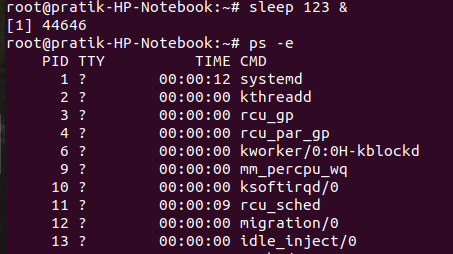 root@pratik-HP-Notebook:~# sleep 123 &
[1] 44646
root@pratik-HP-Notebook:~# ps -e
PID TTY TIME CMD
1 ? 00:00:12 systemd
2 ? 00:00:00 kthreadd
3 ? 00:00:00 rcu_gp
4 ? 00:00:00 rcu_par_gp
6 ? 00:00:00 kworker/0:0H-kblockd
9 ? 00:00:00 mm_percpu_wq
10 ? 00:00:00 ksoftirqd/0
11 ? 00:00:09 rcu_sched
12 ? 00:00:00 migration/0
13 ? 00:00:00 idle_inject/0